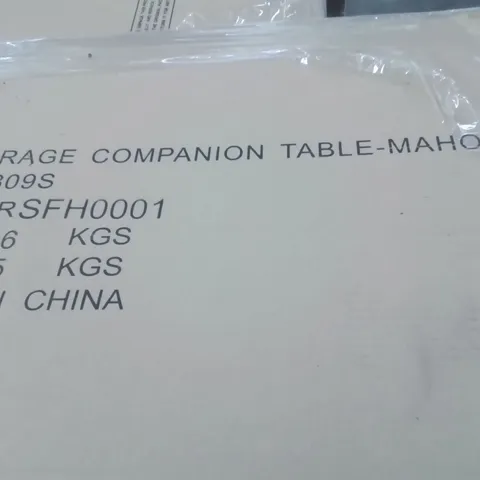 RAGE COMPANION TABLE-MAHO
309S
RSFH0001
6 KGS
5 KGS
CHINA